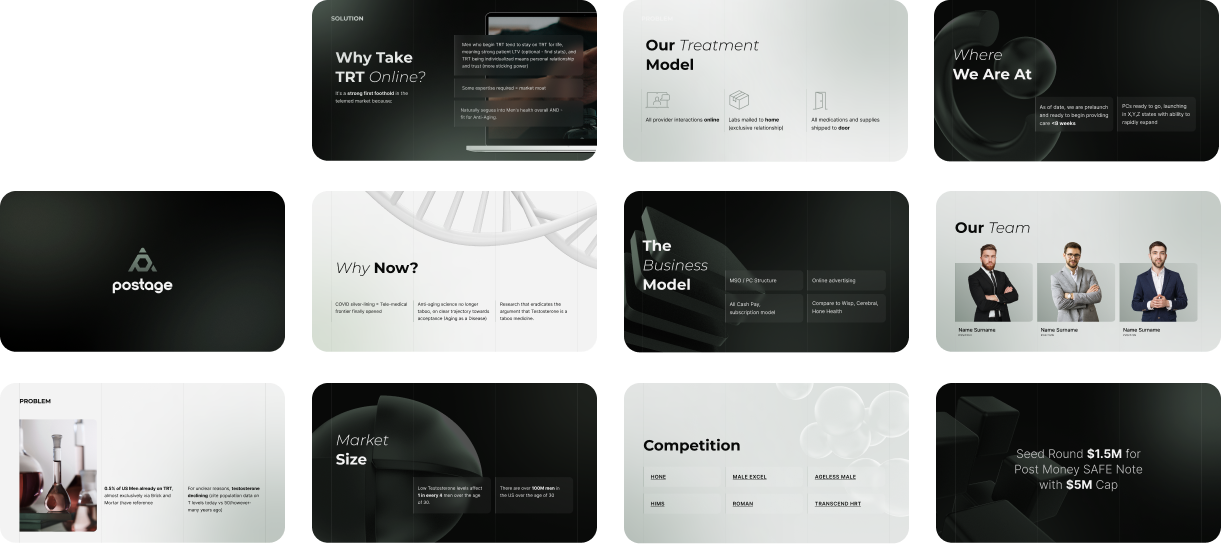 SOLUTION
Why Take
TRT Online?
It's a strong first foothold in the
telemed market because:
Men who begin TRT tend to stay on TRT for life,
meaning strong patient LTV (optional - find stats), and
TRT being individualized means personal relationship
and trust (more sticking power)
Some expertise required = market moat
Naturally segues into Men's health overall AND -
fit for Anti-Aging.
Our Treatment
Model
All provider interactions online
Labs mailed to home
(exclusive relationship)
All medications and supplies
shipped to door
Where
We Are At
As of date, we are prelaunch
and ready to begin providing
care <8 weeks
PCs ready to go, launching
in X,Y,Z states with ability to
rapidly expand
postage
Why Now?
COVID silver-lining = Tele-medical
frontier finally opened
Anti-aging science no longer
taboo, on clear trajectory towards
acceptance (Aging as a Disease)
Research that eradicates the
argument that Testosterone is a
taboo medicine.
The
Business
Model
MSO / PC Structure
Online advertising
All Cash Pay,
subscription model
Compare to Wisp, Cerebral,
Hone Health
Our Team
Name Surname
Name Surname
Name Surname
PROBLEM
0.5% of US Men already on TRT,
almost exclusively via Brick and
Mortar (have reference
For unclear reasons, testosterone
declining (cite population data on
T levels today vs 50/however-
many years ago)
Market
Size
Low Testosterone levels affect
1 in every 4 men over the age
of 30.
There are over 100M men in
the US over the age of 30
Competition
HONE
MALE EXCEL
AGELESS MALE
HIMS
ROMAN
TRANSCEND HRT
Seed Round $1.5M for
Post Money SAFE Note
with $5M Cap